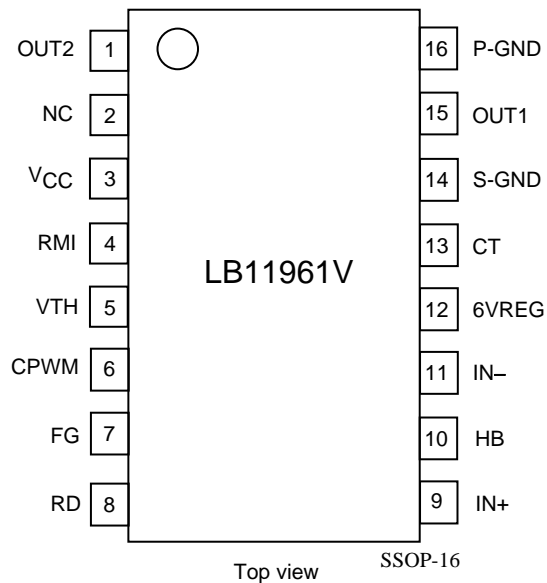 OUT2 1 16 P-GND
NC 2 15 OUT1
VCC 3 14 S-GND
RMI 4 13 CT
LB11961V
VTH 5 12 6VREG
CPWM 6 11 IN–
FG 7 10 HB
RD 8 9 IN+
Top view SSOP-16